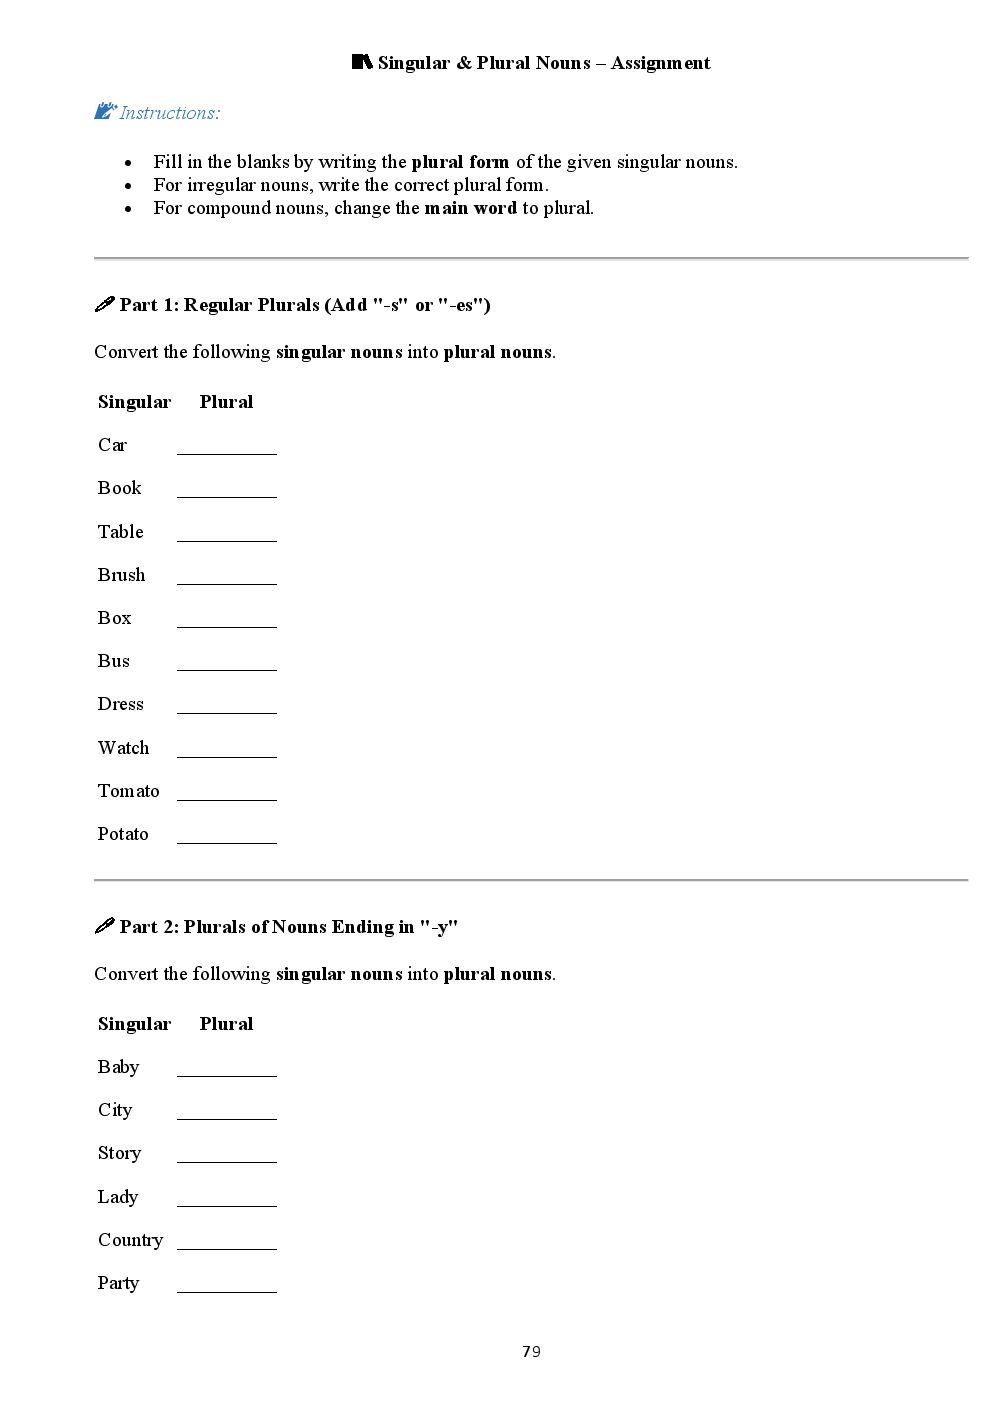 Singular & Plural Nouns – Assignment
Instructions:
• Fill in the blanks by writing the plural form of the given singular nouns.
• For irregular nouns, write the correct plural form.
• For compound nouns, change the main word to plural.
Part 1: Regular Plurals (Add "-s" or "-es")
Convert the following singular nouns into plural nouns.
Singular Plural
Car __________
Book __________
Table __________
Brush __________
Box __________
Bus __________
Dress __________
Watch __________
Tomato __________
Potato __________
Part 2: Plurals of Nouns Ending in "-y"
Convert the following singular nouns into plural nouns.
Singular Plural
Baby __________
City __________
Story __________
Lady __________
Country __________
Party __________
79